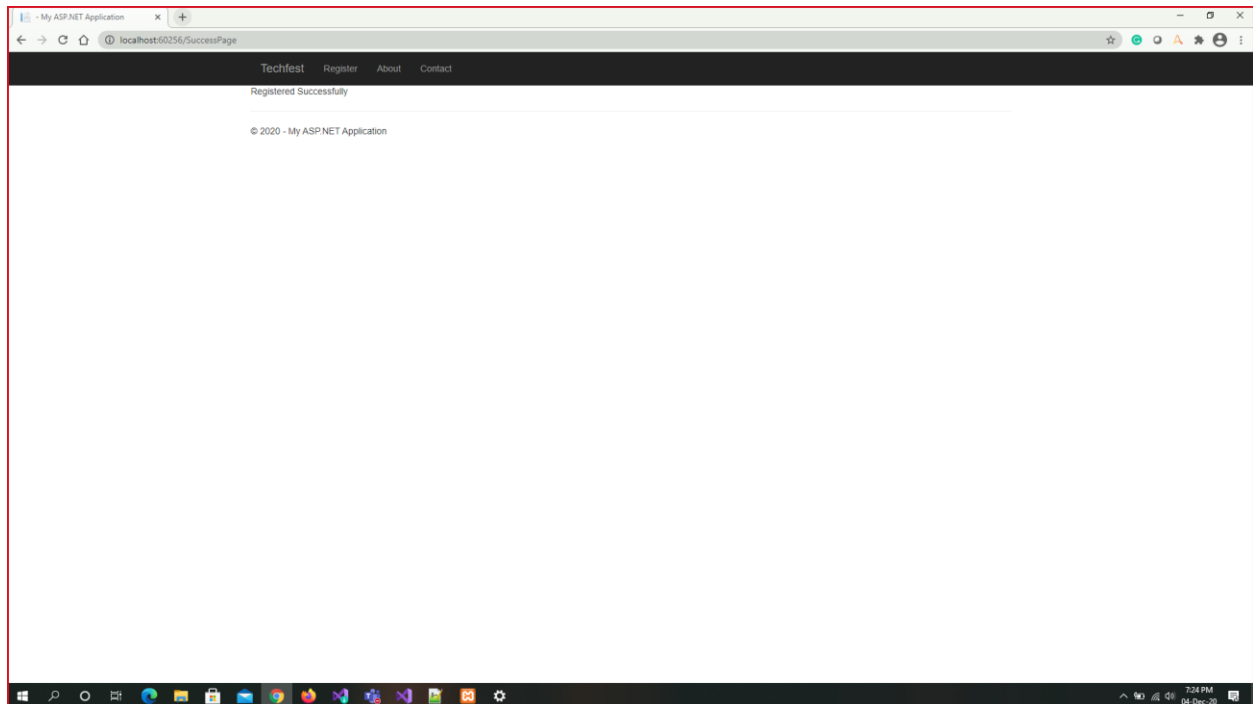 - My ASP.NET Application
localhost:60256/SuccessPage
Techfest Register About Contact
Registered Successfully
© 2020 - My ASP.NET Application
7:24 PM
04-Dec-20